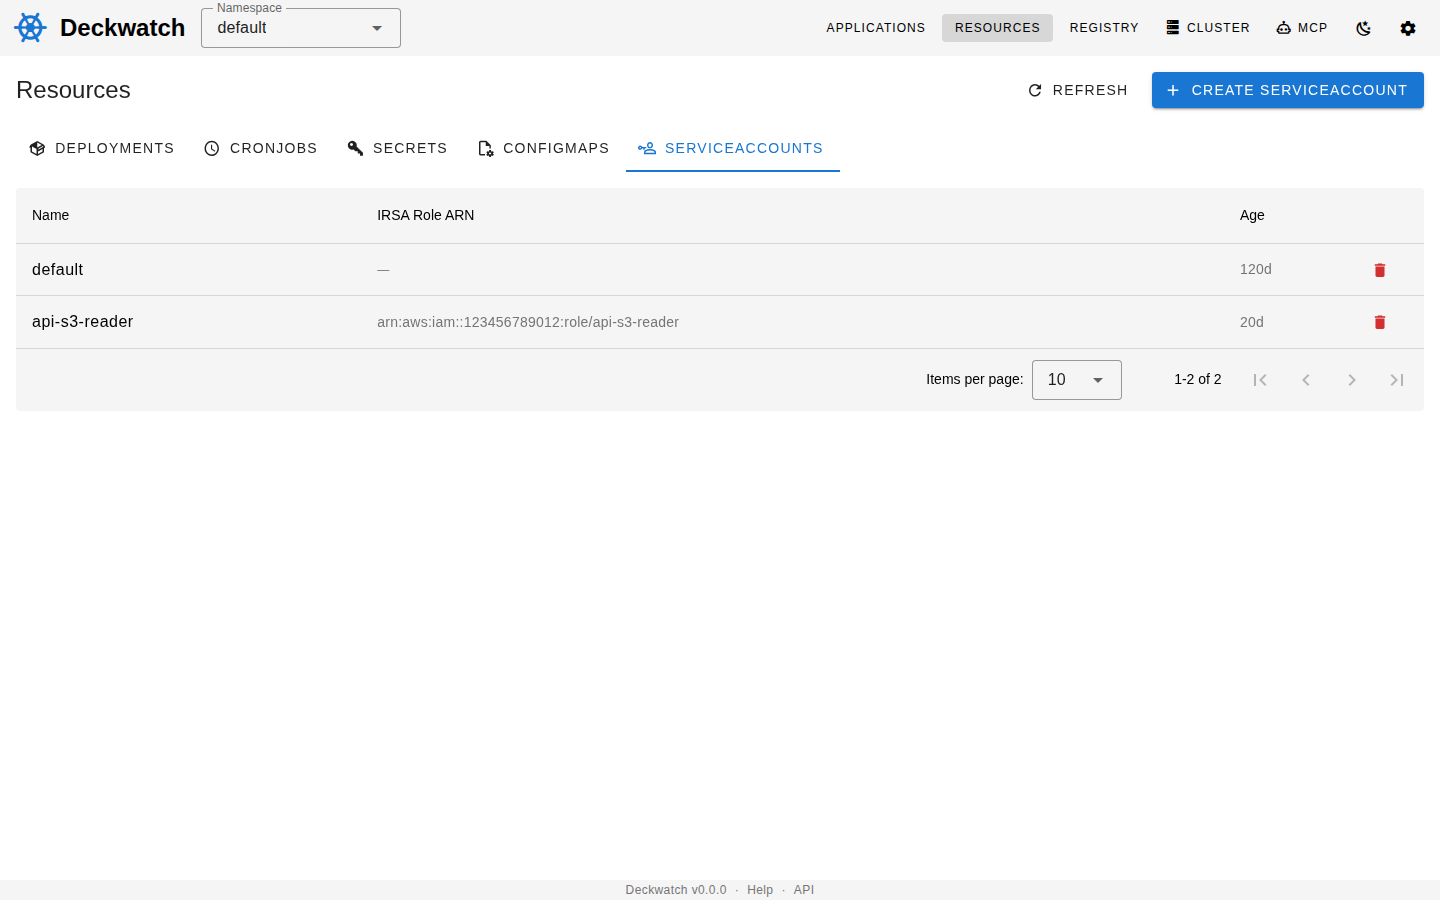 Deckwatch
Namespace
default
APPLICATIONS
RESOURCES
REGISTRY
CLUSTER
MCP
Resources
REFRESH
CREATE SERVICEACCOUNT
DEPLOYMENTS
CRONJOBS
SECRETS
CONFIGMAPS
SERVICEACCOUNTS
Name IRSA Role ARN Age
default — 120d
api-s3-reader arn:aws:iam::123456789012:role/api-s3-reader 20d
Items per page: 10 1-2 of 2
Deckwatch v0.0.0 · Help · API